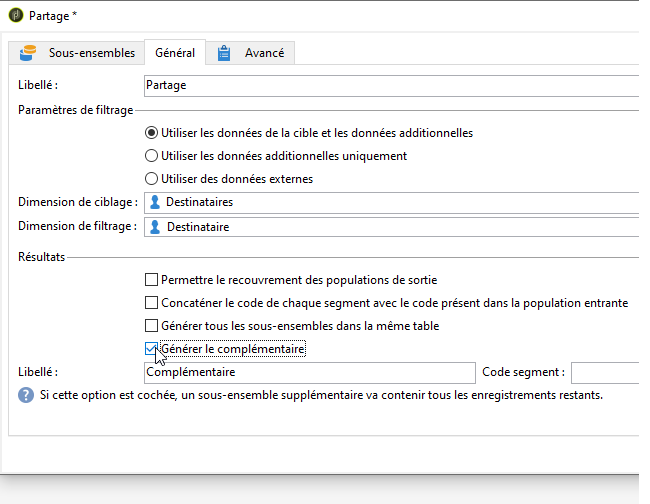 Partage *
Sous-ensembles Général Avancé
Libellé : Partage
Paramètres de filtrage
Utiliser les données de la cible et les données additionnelles
Utiliser les données additionnelles uniquement
Utiliser des données externes
Dimension de ciblage : Destinataires
Dimension de filtrage : Destinataire
Résultats
Permettre le recouvrement des populations de sortie
Concaténer le code de chaque segment avec le code présent dans la population entrante
Générer tous les sous-ensembles dans la même table
Générer le complémentaire
Libellé : Complémentaire Code segment :
? Si cette option est cochée, un sous-ensemble supplémentaire va contenir tous les enregistrements restants.